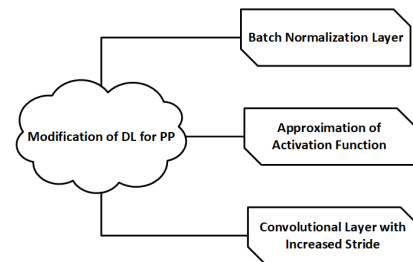 Batch Normalization Layer
Modification of DL for PP
Approximation of
Activation Function
Convolutional Layer with
Increased Stride